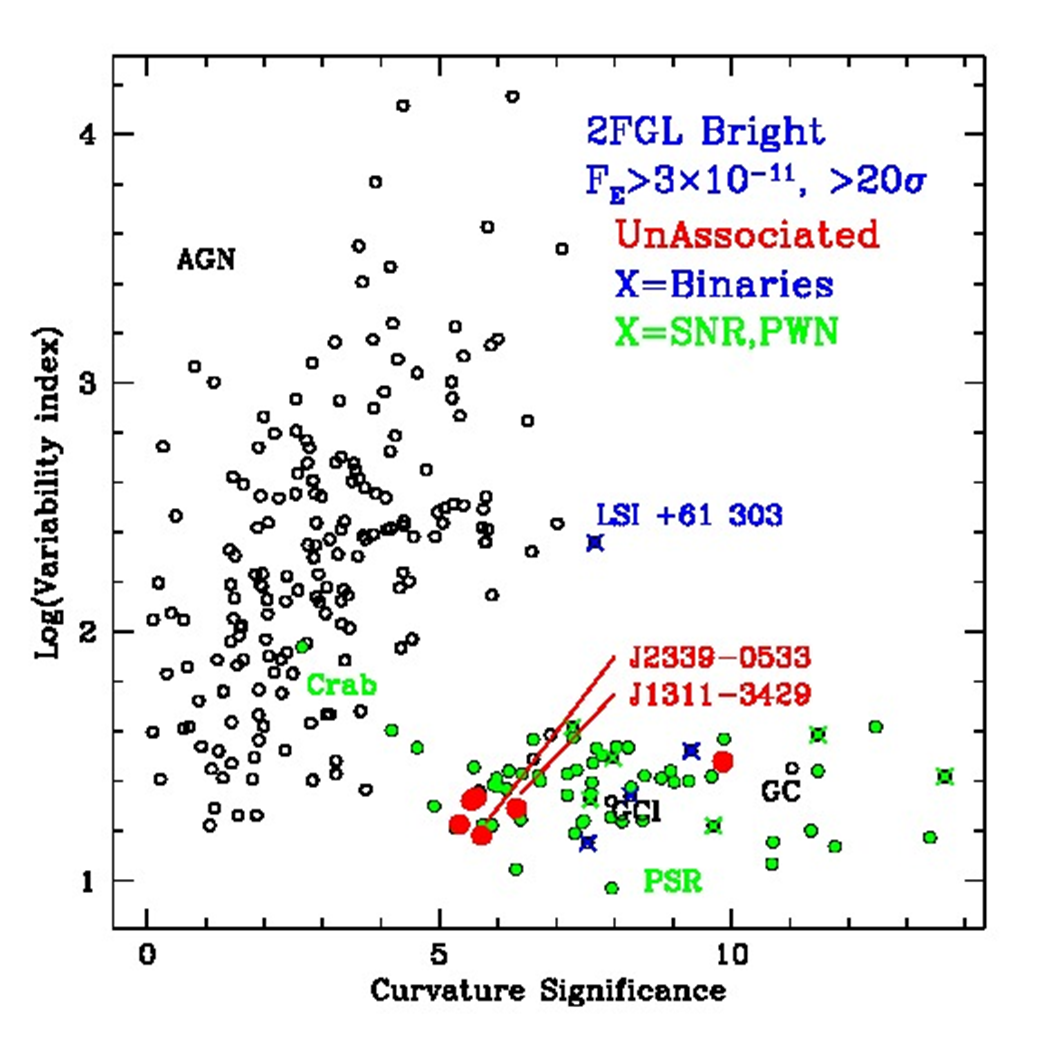 2FGL Bright
F_E>3×10⁻¹¹, >20σ
UnAssociated
X=Binaries
X=SNR,PWN
AGN
LSI +61 303
J2339-0533
J1311-3429
Crab
GC
GCl
PSR
4
3
2
1
0 5 10
Log(Variability index)
Curvature Significance